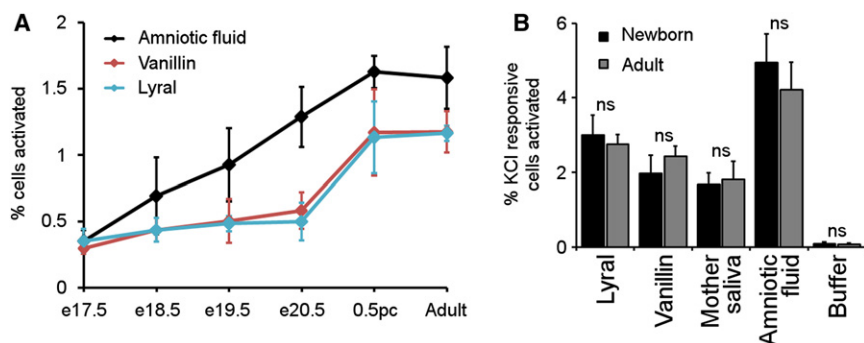 A
% cells activated
2
1.5
1
0.5
0
Amniotic fluid
Vanillin
Lyral
e17.5 e18.5 e19.5 e20.5 0.5pc Adult
B
% KCl responsive
cells activated
6
4
2
0
Newborn
Adult
ns
ns
ns
ns
ns
Lyral
Vanillin
Mother
saliva
Amniotic
fluid
Buffer